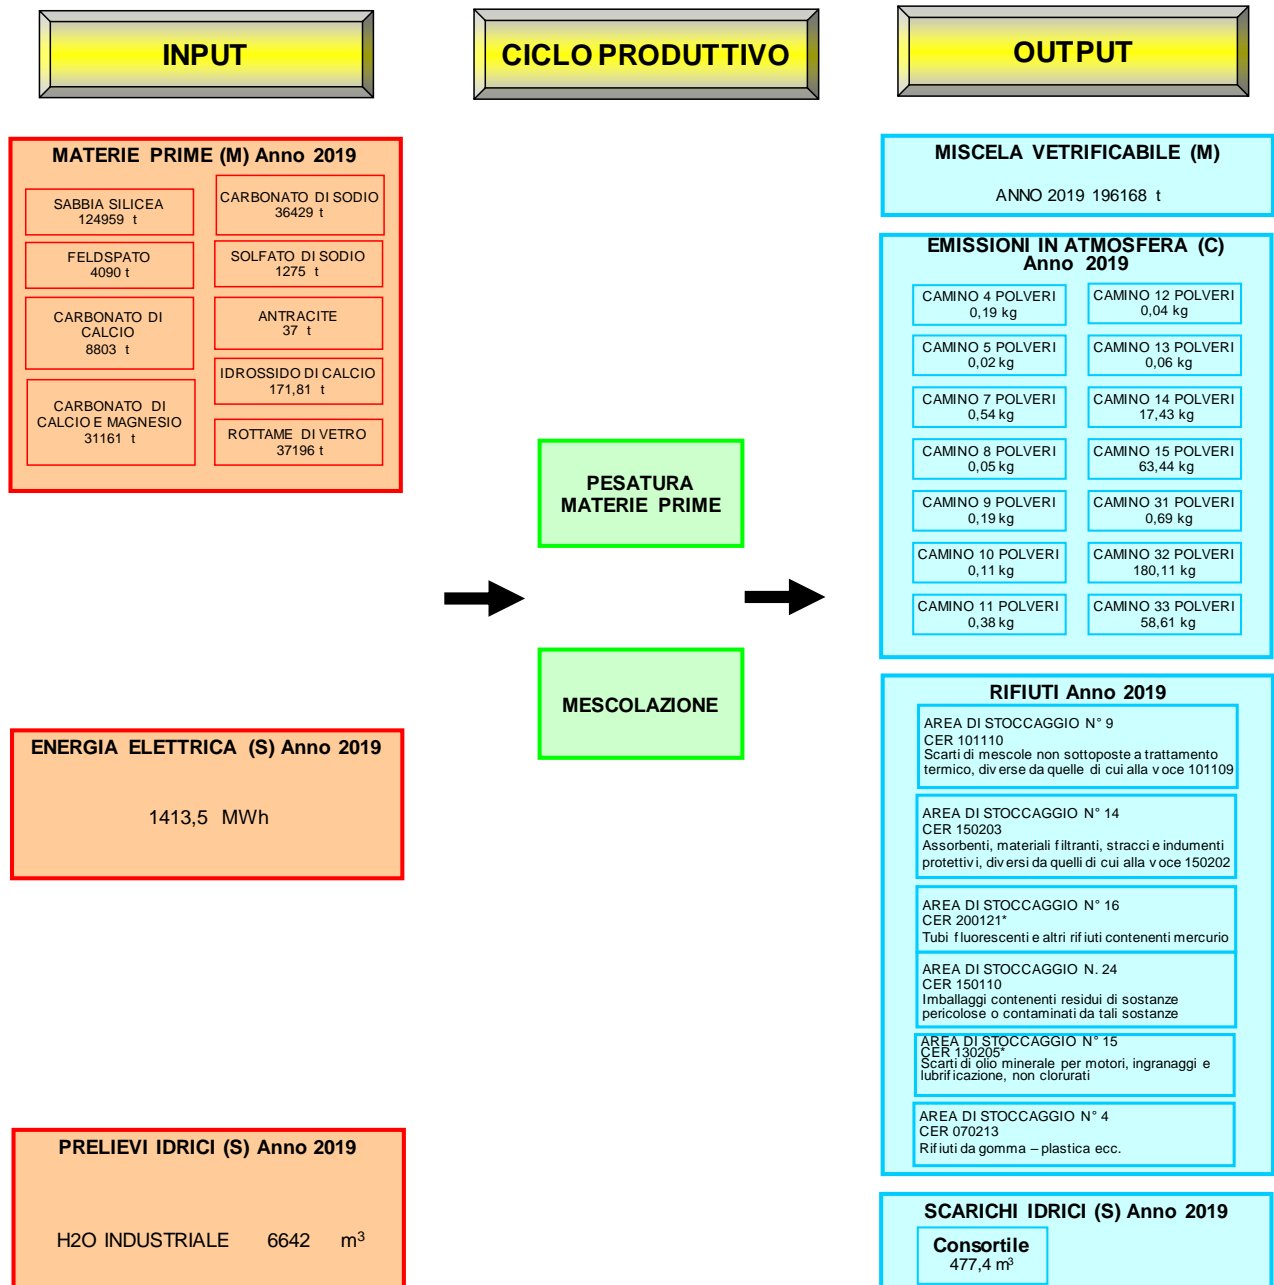 INPUT
CICLO PRODUTTIVO
OUTPUT
MATERIE PRIME (M) Anno 2019
SABBIA SILICEA
124959 t
CARBONATO DI SODIO
36429 t
FELDSPATO
4090 t
SOLFATO DI SODIO
1275 t
CARBONATO DI
CALCIO
8803 t
ANTRACITE
37 t
IDROSSIDO DI CALCIO
171,81 t
CARBONATO DI
CALCIO E MAGNESIO
31161 t
ROTTAME DI VETRO
37196 t
ENERGIA ELETTRICA (S) Anno 2019
1413,5 MWh
PRELIEVI IDRICI (S) Anno 2019
H2O INDUSTRIALE 6642 m³
PESATURA
MATERIE PRIME
MESCOLAZIONE
MISCELA VETRIFICABILE (M)
ANNO 2019 196168 t
EMISSIONI IN ATMOSFERA (C)
Anno 2019
CAMINO 4 POLVERI
0,19 kg
CAMINO 12 POLVERI
0,04 kg
CAMINO 5 POLVERI
0,02 kg
CAMINO 13 POLVERI
0,06 kg
CAMINO 7 POLVERI
0,54 kg
CAMINO 14 POLVERI
17,43 kg
CAMINO 8 POLVERI
0,05 kg
CAMINO 15 POLVERI
63,44 kg
CAMINO 9 POLVERI
0,19 kg
CAMINO 31 POLVERI
0,69 kg
CAMINO 10 POLVERI
0,11 kg
CAMINO 32 POLVERI
180,11 kg
CAMINO 11 POLVERI
0,38 kg
CAMINO 33 POLVERI
58,61 kg
RIFIUTI Anno 2019
AREA DI STOCCAGGIO N° 9
CER 101110
Scarti di mescole non sottoposte a trattamento
termico, diverse da quelle di cui alla voce 101109
AREA DI STOCCAGGIO N° 14
CER 150203
Assorbenti, materiali filtranti, stracci e indumenti
protettivi, diversi da quelli di cui alla voce 150202
AREA DI STOCCAGGIO N° 16
CER 200121*
Tubi fluorescenti e altri rifiuti contenenti mercurio
AREA DI STOCCAGGIO N. 24
CER 150110
Imballaggi contenenti residui di sostanze
pericolose o contaminati da tali sostanze
AREA DI STOCCAGGIO N° 15
CER 130205*
Scarti di olio minerale per motori, ingranaggi e
lubrificazione, non clorurati
AREA DI STOCCAGGIO N° 4
CER 070213
Rifiuti da gomma – plastica ecc.
SCARICHI IDRICI (S) Anno 2019
Consortile
477,4 m³